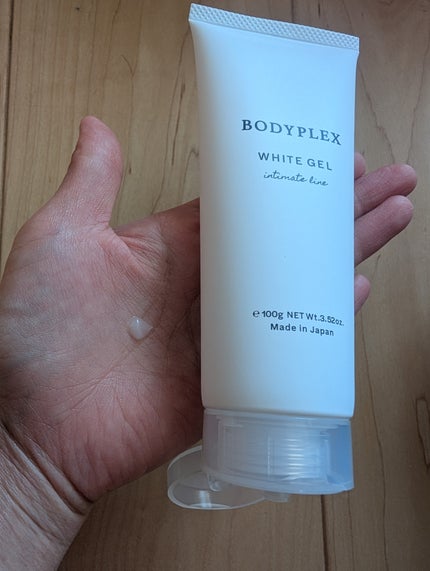 BODYPLEX
WHITE GEL
intimate line
℮ 100g NET Wt.3.52oz.
Made in Japan